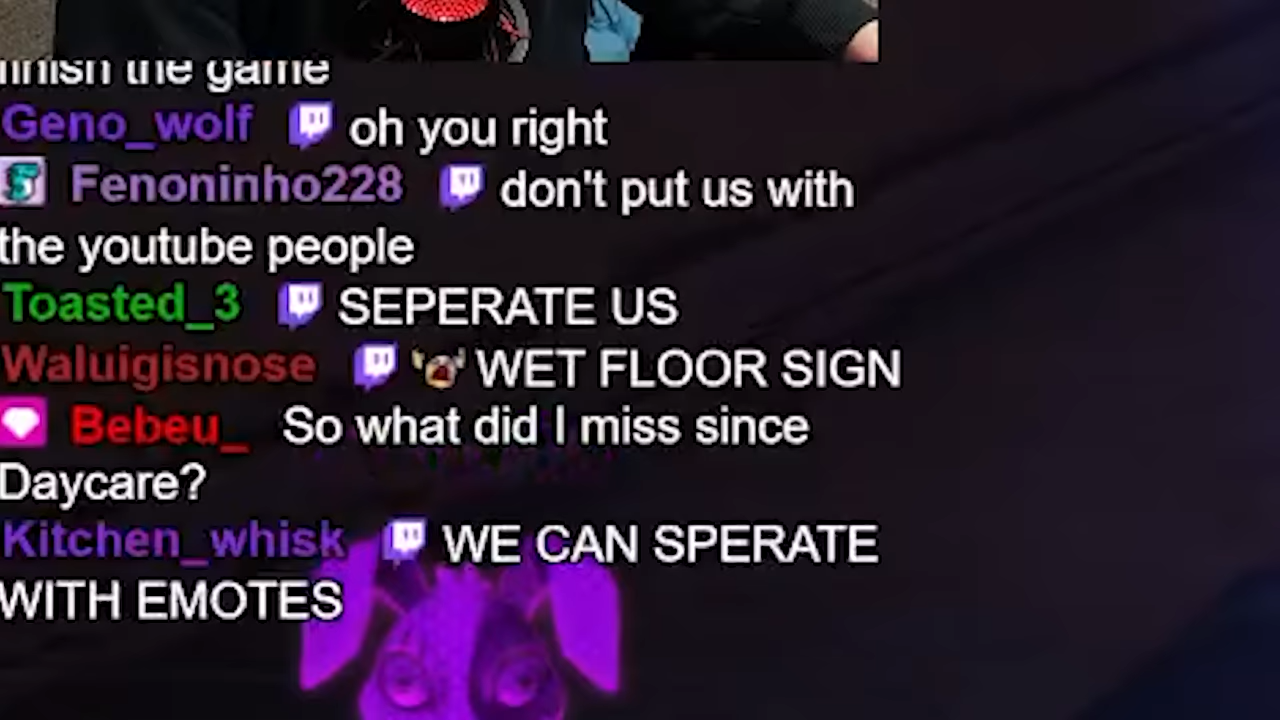 finish the game
Geno_wolf oh you right
Fenoninho228 don't put us with
the youtube people
Toasted_3 SEPERATE US
Waluigisnose WET FLOOR SIGN
Bebeu_ So what did I miss since
Daycare?
Kitchen_whisk WE CAN SPERATE
WITH EMOTES